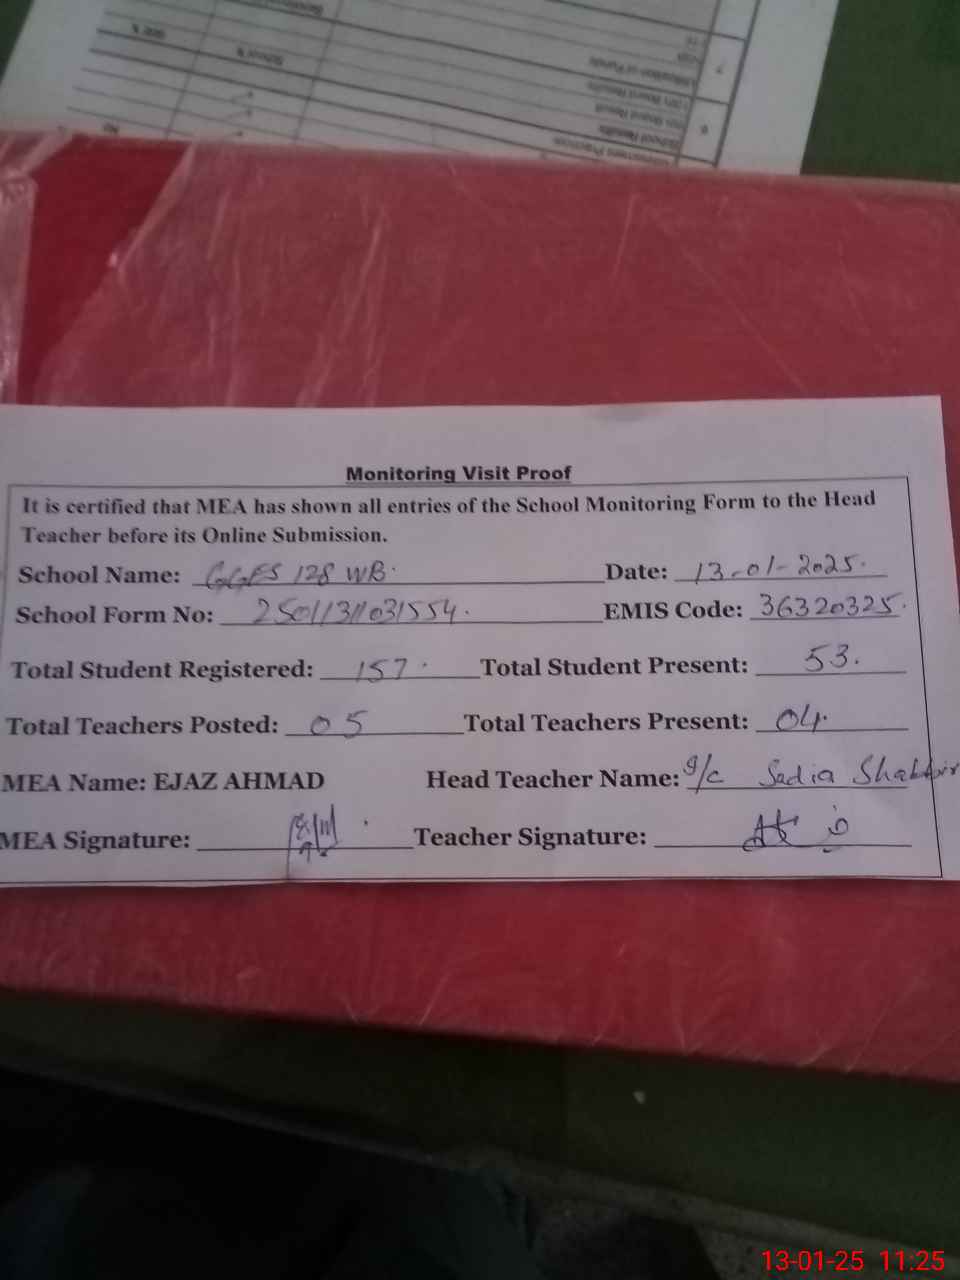 Monitoring Visit Proof
It is certified that MEA has shown all entries of the School Monitoring Form to the Head
Teacher before its Online Submission.
School Name: GGES 128 WB. Date: 13-01-2025.
School Form No: 2501131031554. EMIS Code: 36320325.
Total Student Registered: 157. Total Student Present: 53.
Total Teachers Posted: 05 Total Teachers Present: 04.
MEA Name: EJAZ AHMAD Head Teacher Name: I/C Sadia Shabbir
MEA Signature: Teacher Signature:
13-01-25 11:25